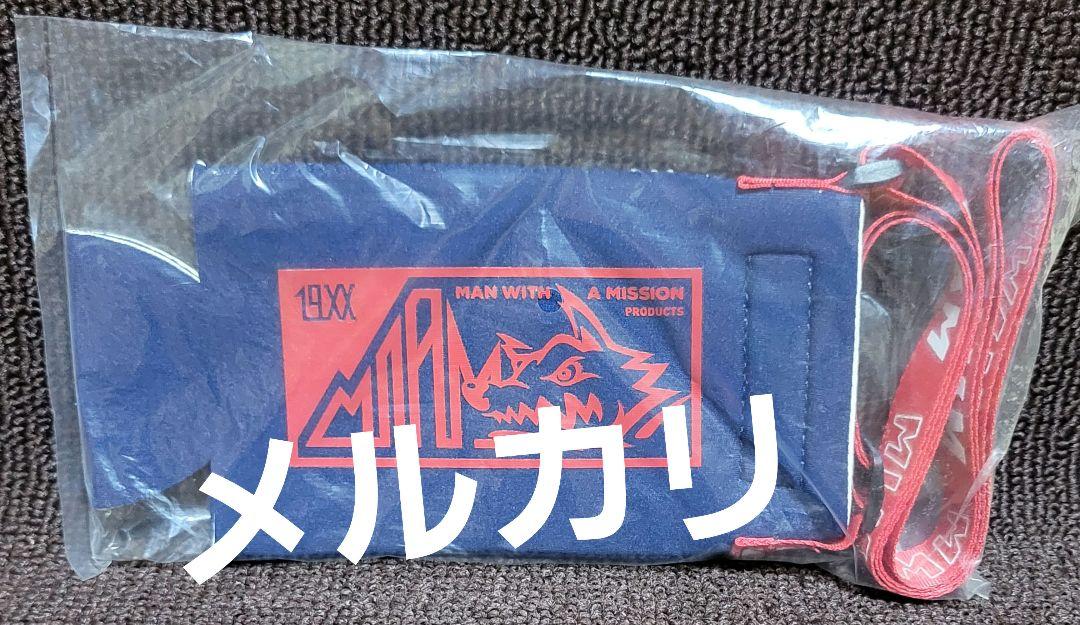 19XX
MAN WITH A MISSION
PRODUCTS
MWAM
メルカリ